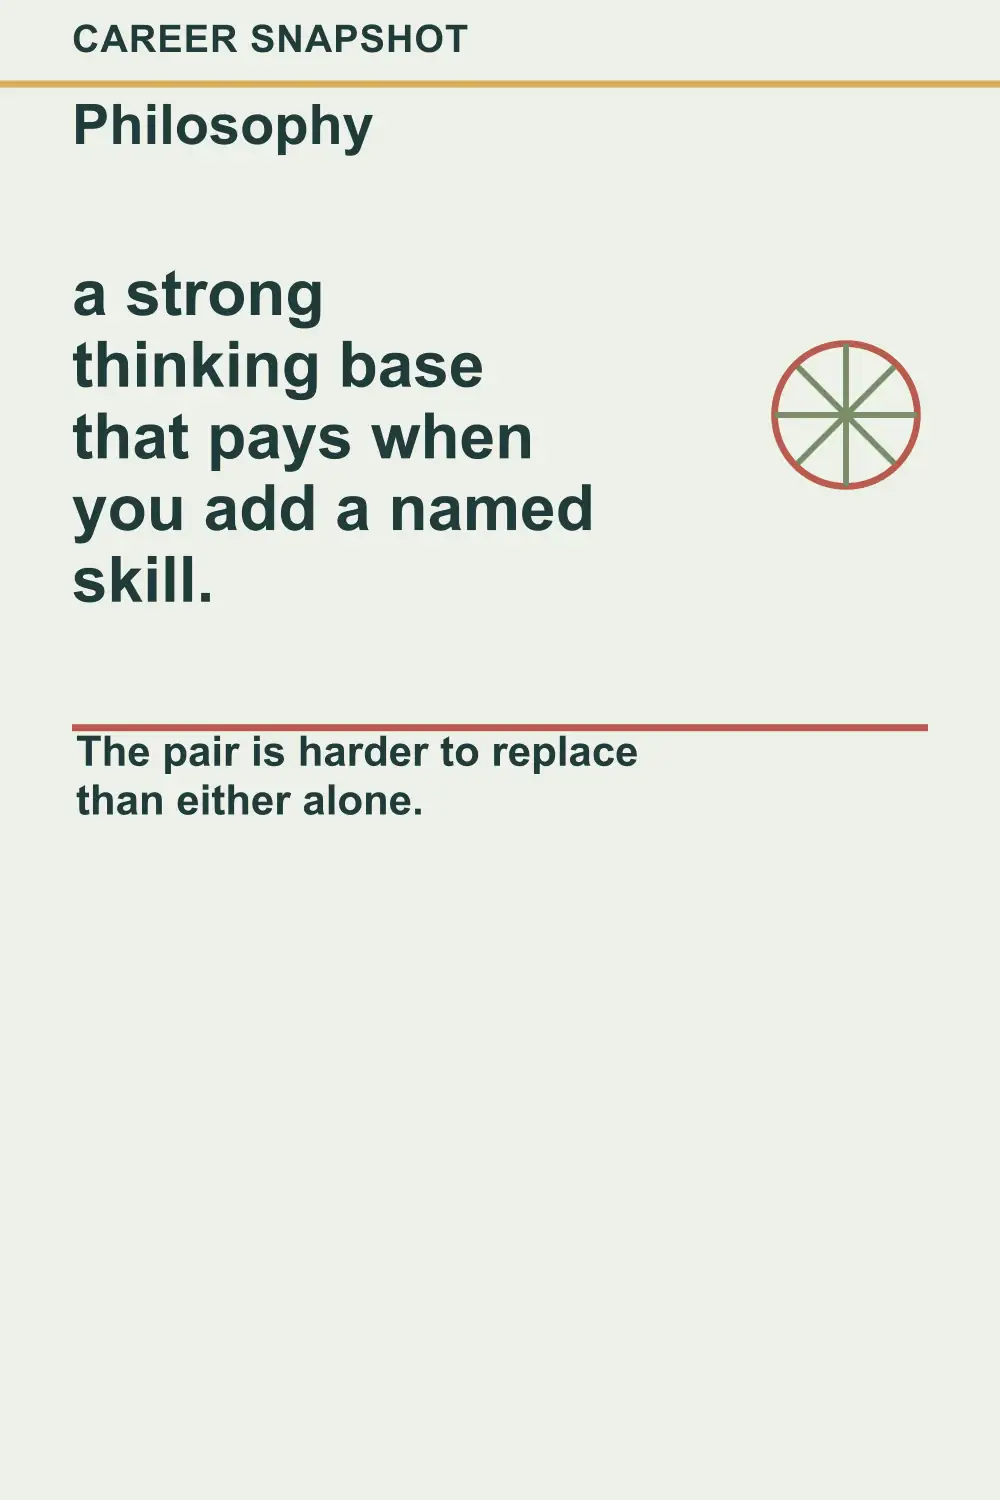 CAREER SNAPSHOT
Philosophy
a strong
thinking base
that pays when
you add a named
skill.
The pair is harder to replace
than either alone.